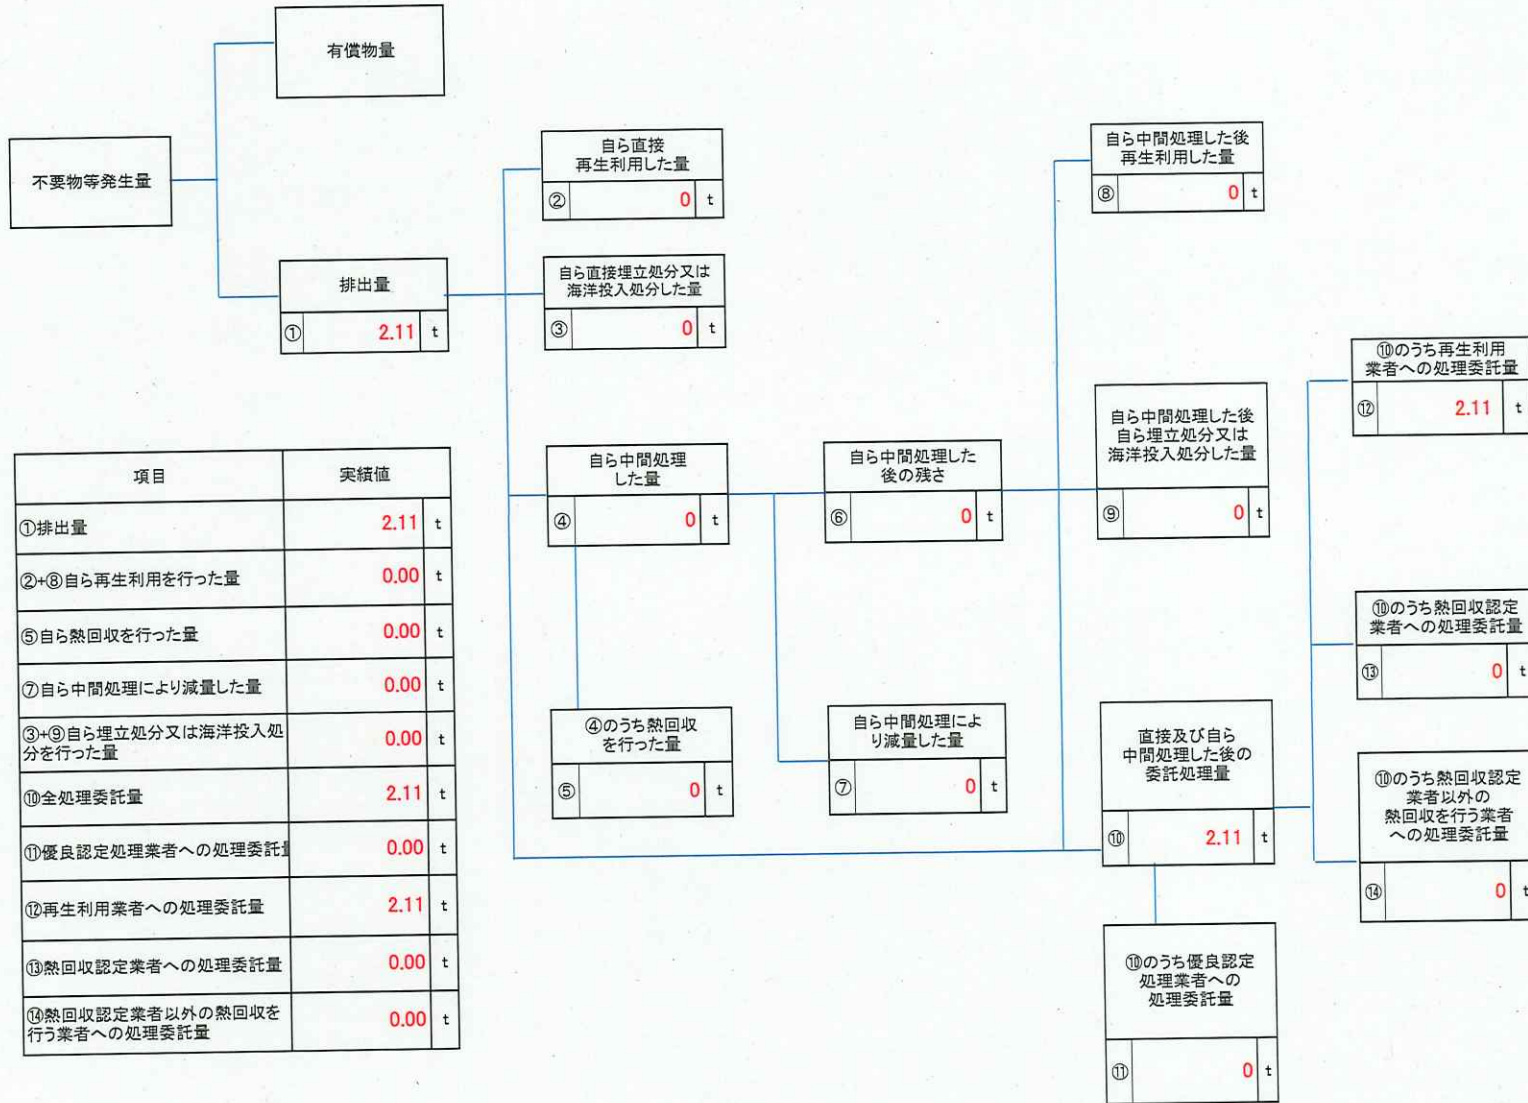 有償物量
不要物等発生量
排出量
① 2.11 t
自ら直接
再生利用した量
② 0 t
自ら直接埋立処分又は
海洋投入処分した量
③ 0 t
自ら中間処理
した量
④ 0 t
④のうち熱回収
を行った量
⑤ 0 t
自ら中間処理した
後の残さ
⑥ 0 t
自ら中間処理によ
り減量した量
⑦ 0 t
自ら中間処理した後
再生利用した量
⑧ 0 t
自ら中間処理した後
自ら埋立処分又は
海洋投入処分した量
⑨ 0 t
直接及び自ら
中間処理した後の
委託処理量
⑩ 2.11 t
⑩のうち優良認定
処理業者への
処理委託量
⑪ 0 t
⑩のうち再生利用
業者への処理委託量
⑫ 2.11 t
⑩のうち熱回収認定
業者への処理委託量
⑬ 0 t
⑩のうち熱回収認定
業者以外の
熱回収を行う業者
への処理委託量
⑭ 0 t
項目 実績値
①排出量 2.11 t
②+⑧自ら再生利用を行った量 0.00 t
⑤自ら熱回収を行った量 0.00 t
⑦自ら中間処理により減量した量 0.00 t
③+⑨自ら埋立処分又は海洋投入処
分を行った量 0.00 t
⑩全処理委託量 2.11 t
⑪優良認定処理業者への処理委託 0.00 t
⑫再生利用業者への処理委託量 2.11 t
⑬熱回収認定業者への処理委託量 0.00 t
⑭熱回収認定業者以外の熱回収を
行う業者への処理委託量 0.00 t